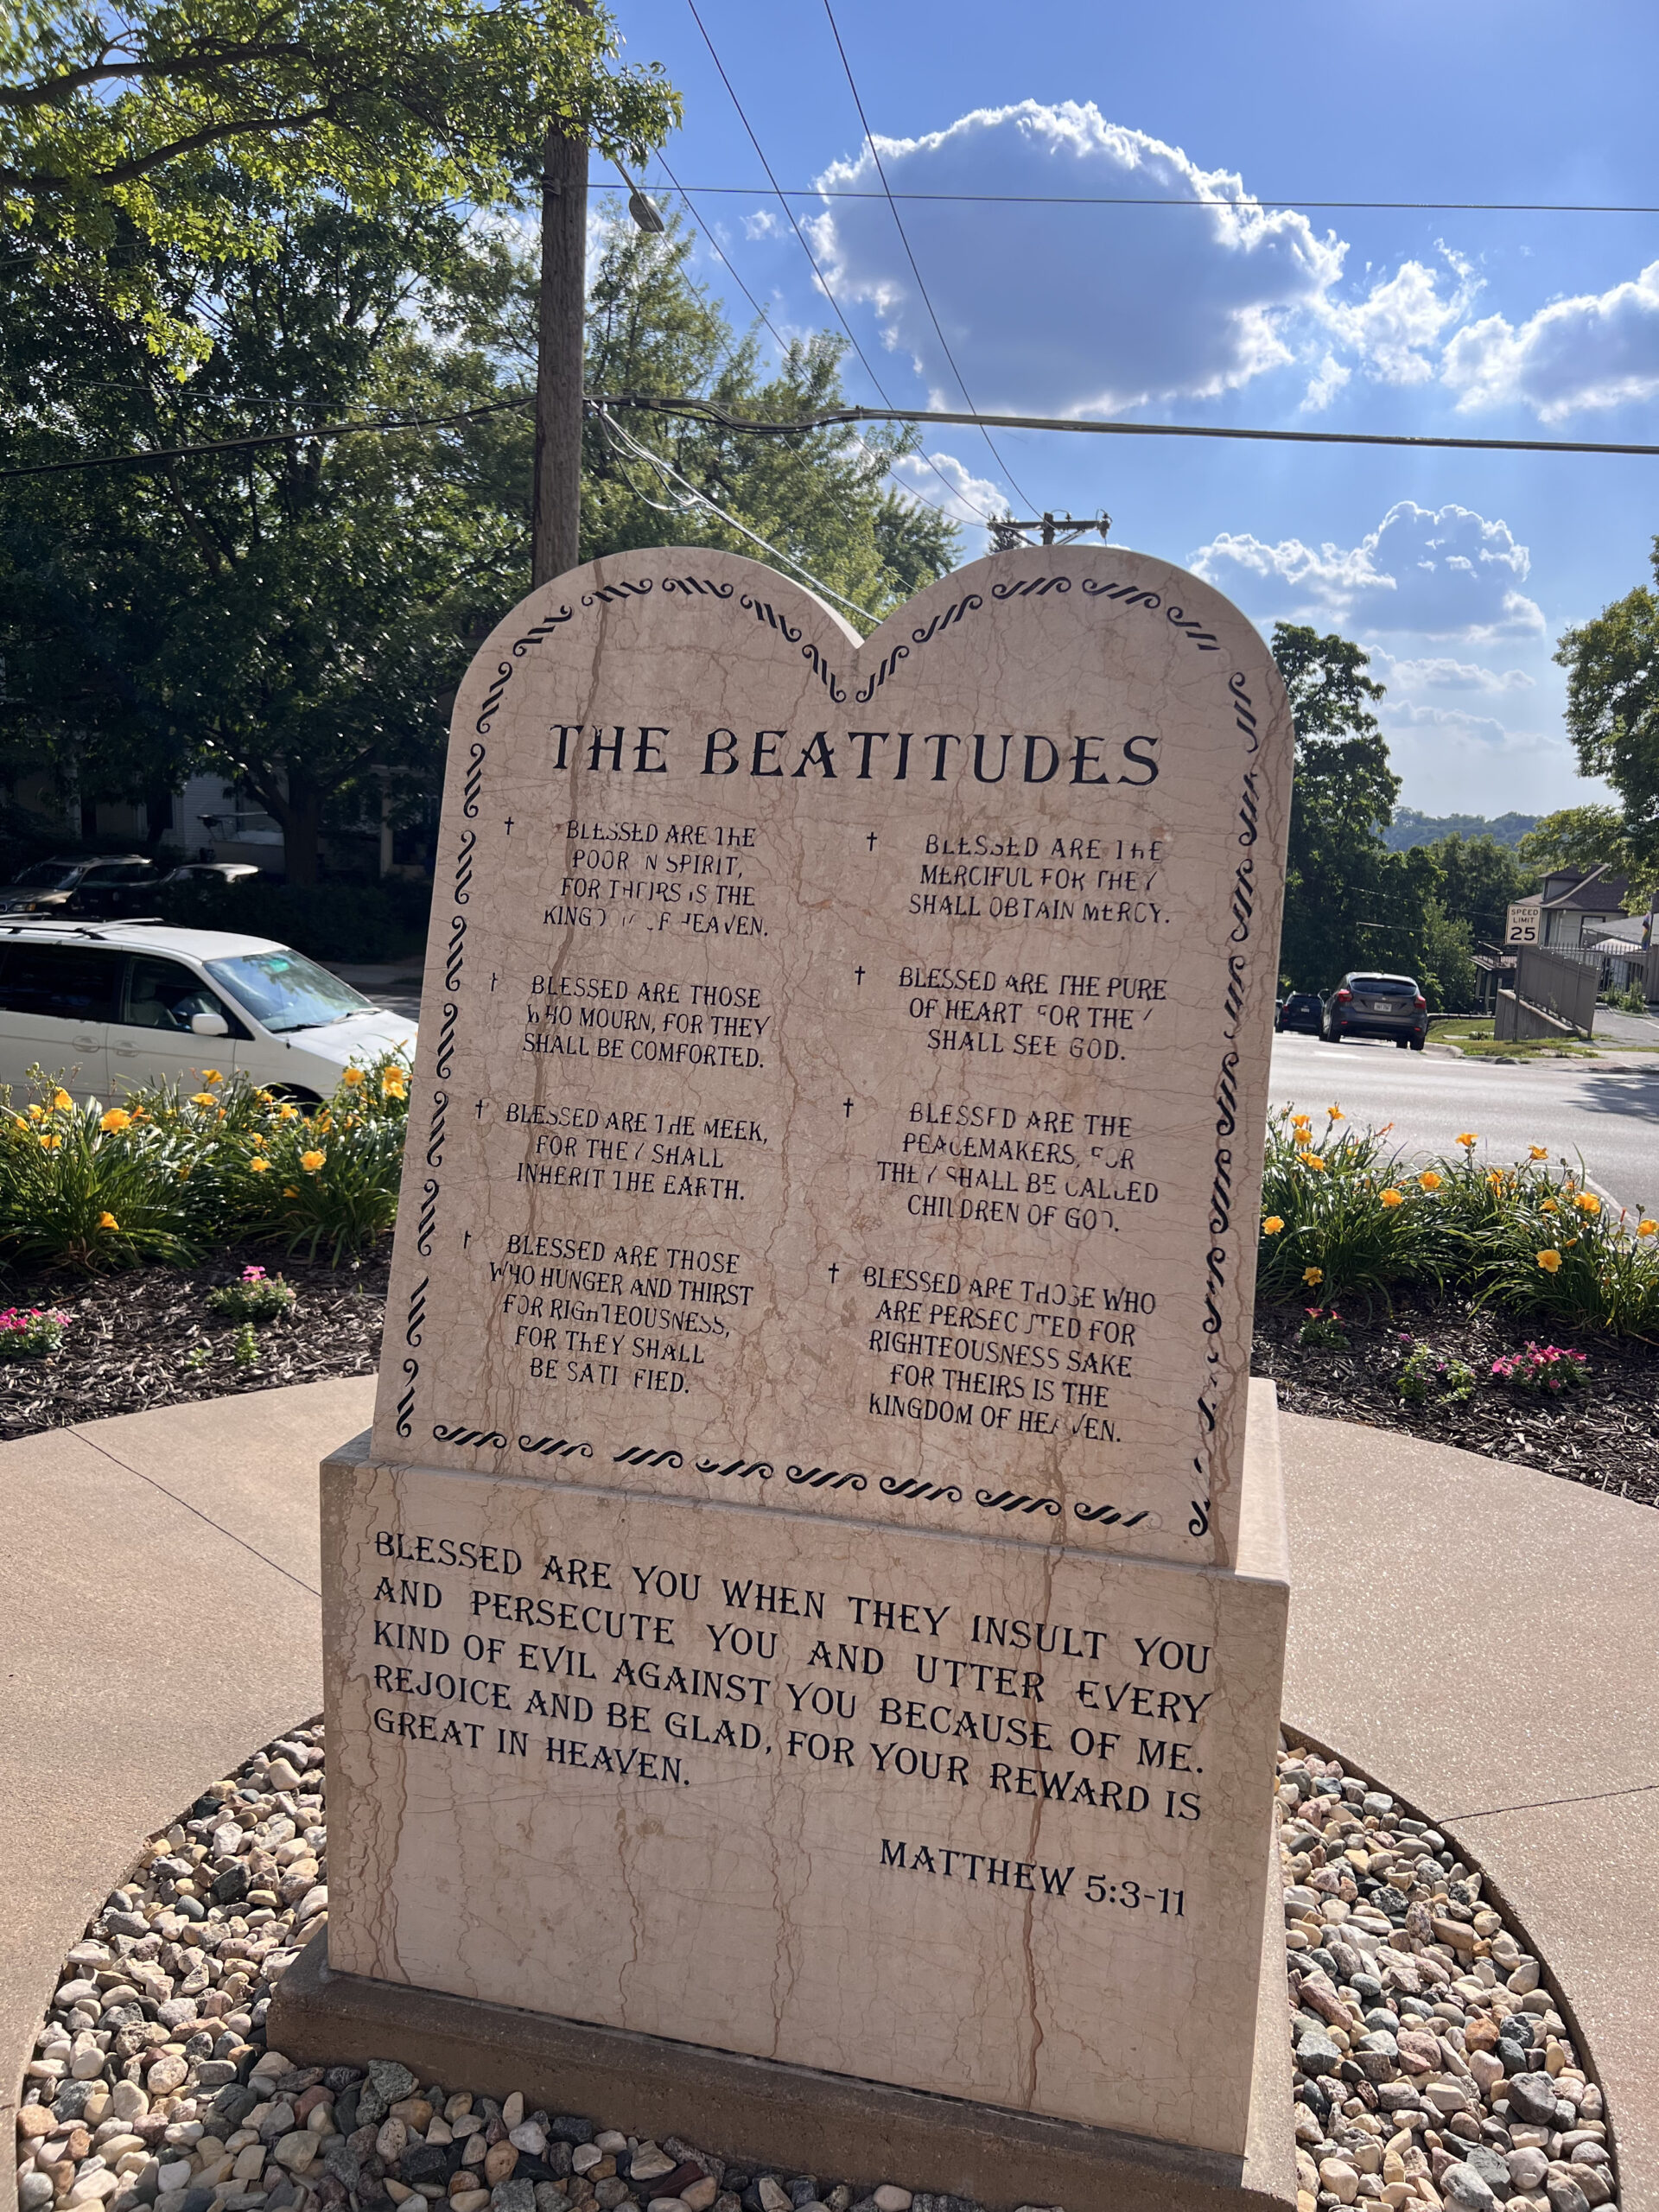 THE BEATITUDES
† BLESSED ARE THE
POOR IN SPIRIT,
FOR THEIRS IS THE
KINGDOM OF HEAVEN.
† BLESSED ARE THOSE
WHO MOURN, FOR THEY
SHALL BE COMFORTED.
† BLESSED ARE THE MEEK,
FOR THEY SHALL
INHERIT THE EARTH.
† BLESSED ARE THOSE
WHO HUNGER AND THIRST
FOR RIGHTEOUSNESS,
FOR THEY SHALL
BE SATISFIED.
† BLESSED ARE THE
MERCIFUL FOR THEY
SHALL OBTAIN MERCY.
† BLESSED ARE THE PURE
OF HEART FOR THEY
SHALL SEE GOD.
† BLESSED ARE THE
PEACEMAKERS, FOR
THEY SHALL BE CALLED
CHILDREN OF GOD.
† BLESSED ARE THOSE WHO
ARE PERSECUTED FOR
RIGHTEOUSNESS SAKE
FOR THEIRS IS THE
KINGDOM OF HEAVEN.
BLESSED ARE YOU WHEN THEY INSULT YOU
AND PERSECUTE YOU AND UTTER EVERY
KIND OF EVIL AGAINST YOU BECAUSE OF ME.
REJOICE AND BE GLAD, FOR YOUR REWARD IS
GREAT IN HEAVEN.
MATTHEW 5:3-11
SPEED
LIMIT
25